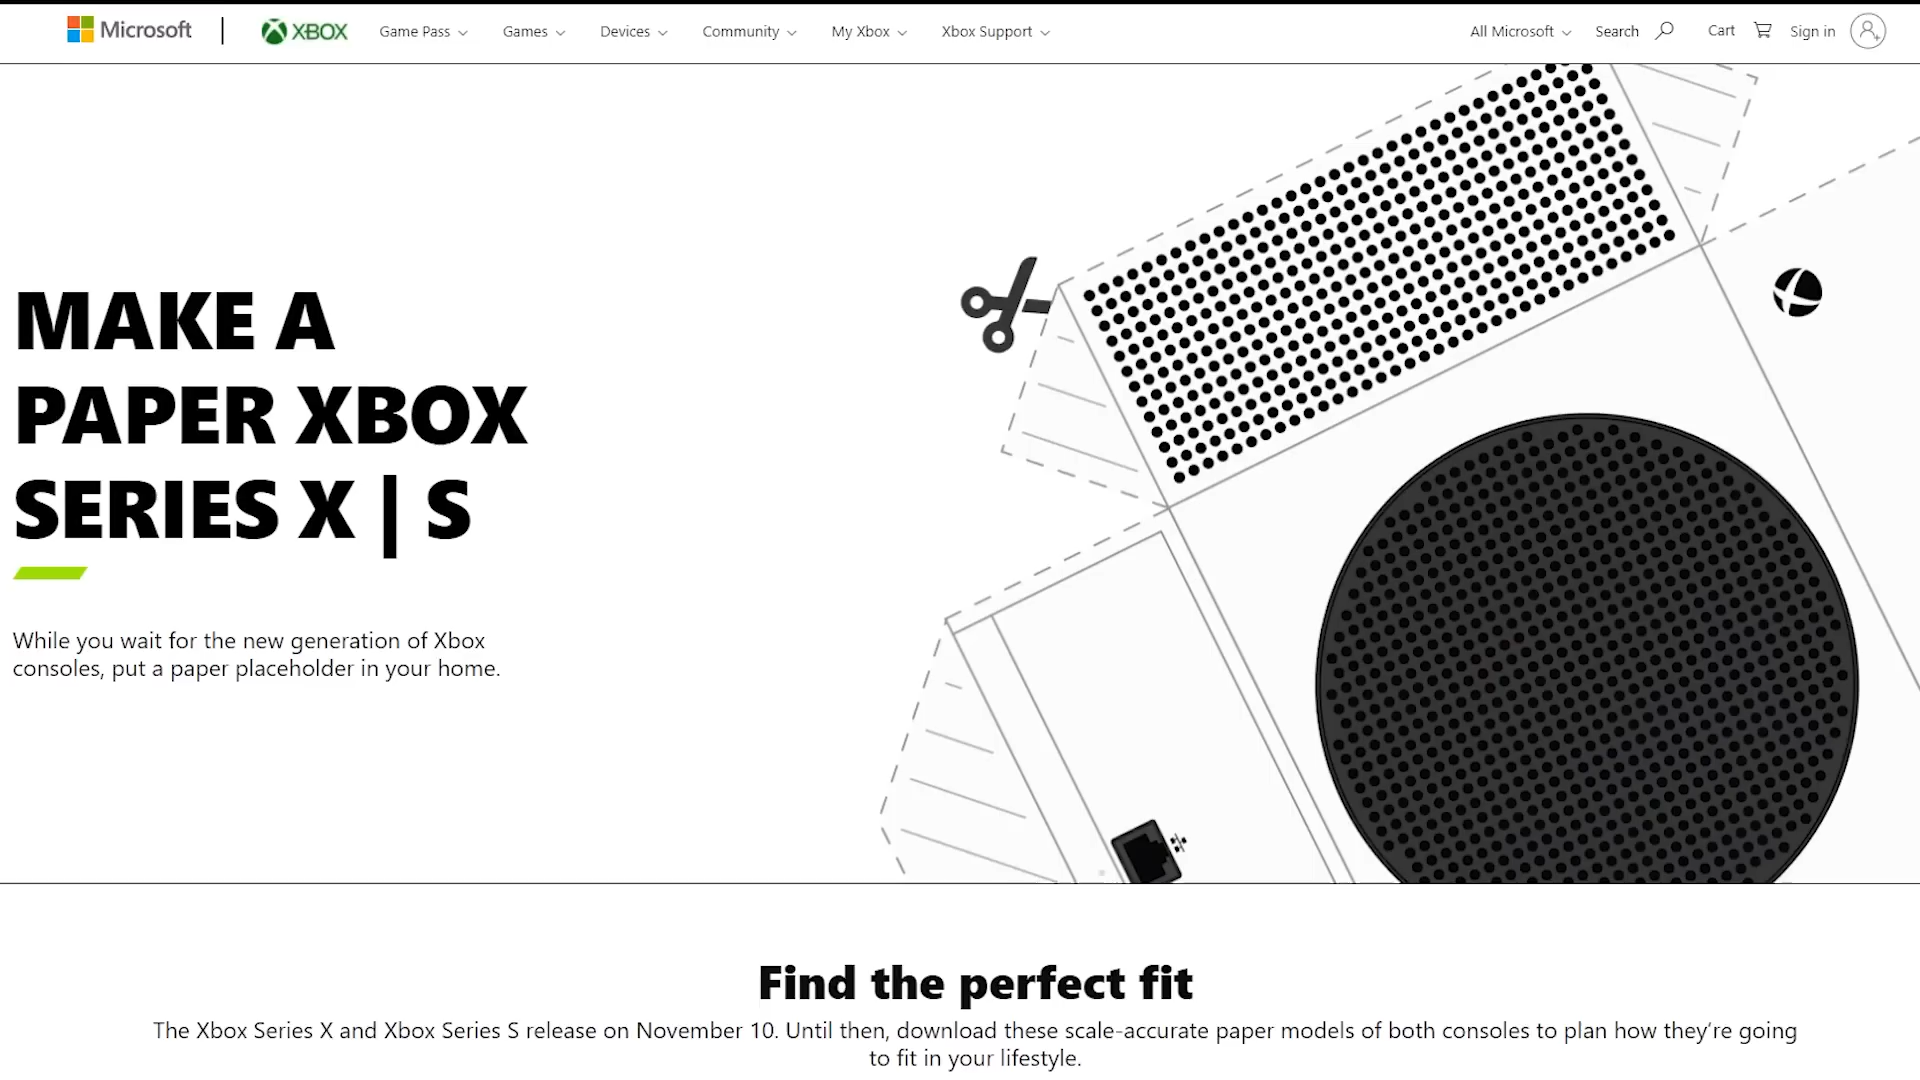 Microsoft XBOX Game Pass Games Devices Community My Xbox Xbox Support All Microsoft Search Cart Sign in
MAKE A
PAPER XBOX
SERIES X | S
While you wait for the new generation of Xbox
consoles, put a paper placeholder in your home.
Find the perfect fit
The Xbox Series X and Xbox Series S release on November 10. Until then, download these scale-accurate paper models of both consoles to plan how they’re going
to fit in your lifestyle.